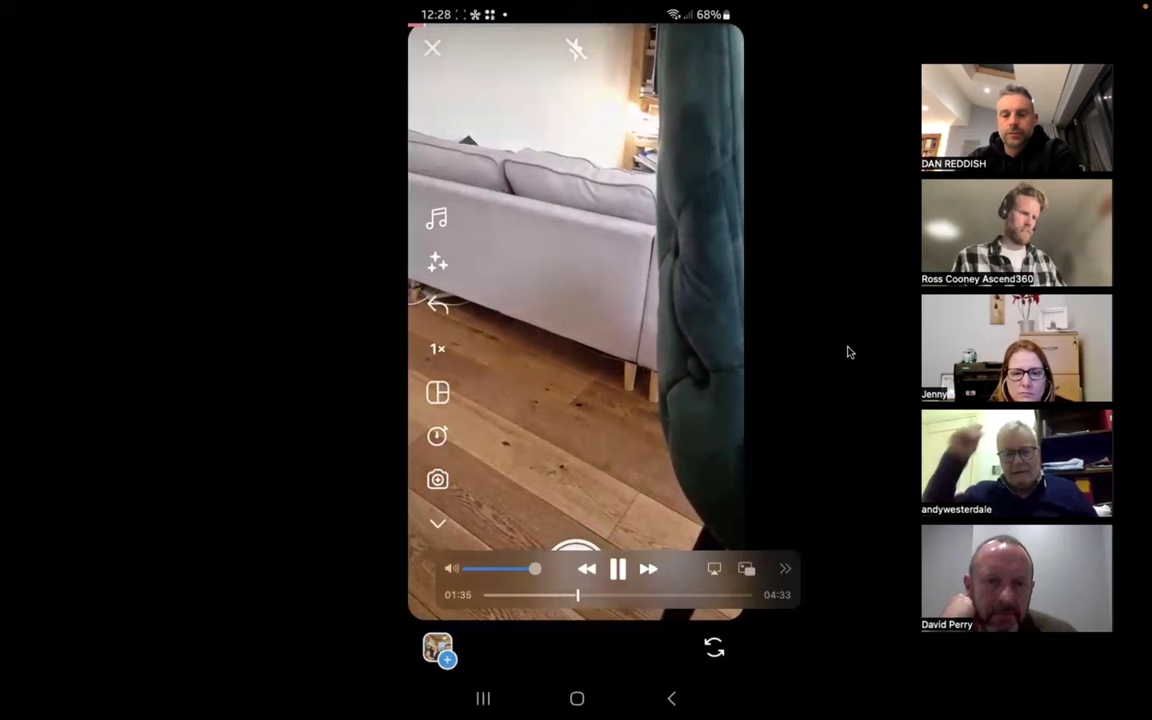 12:28
68%
1×
01:35
04:33
DAN REDDISH
Ross Cooney Ascend360
Jenny
andywesterdale
David Perry